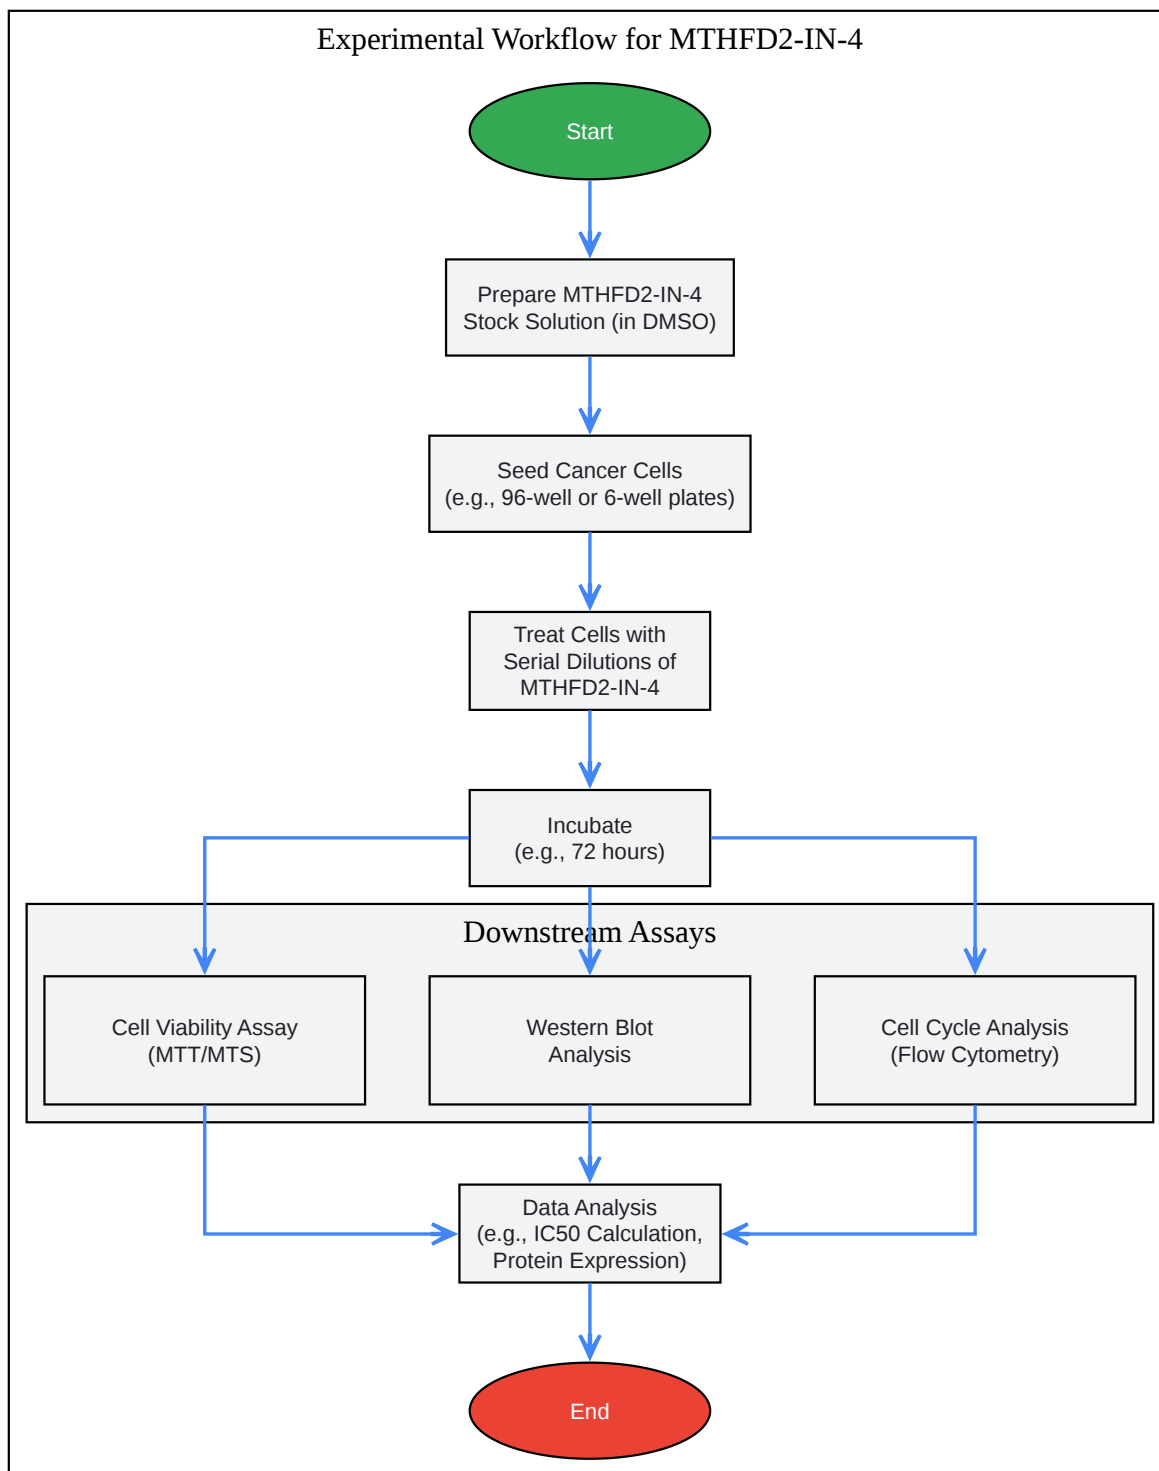 Experimental Workflow for MTHFD2-IN-4
Start
Prepare MTHFD2-IN-4
Stock Solution (in DMSO)
Seed Cancer Cells
(e.g., 96-well or 6-well plates)
Treat Cells with
Serial Dilutions of
MTHFD2-IN-4
Incubate
(e.g., 72 hours)
Downstream Assays
Cell Viability Assay
(MTT/MTS)
Western Blot
Analysis
Cell Cycle Analysis
(Flow Cytometry)
Data Analysis
(e.g., IC50 Calculation,
Protein Expression)
End